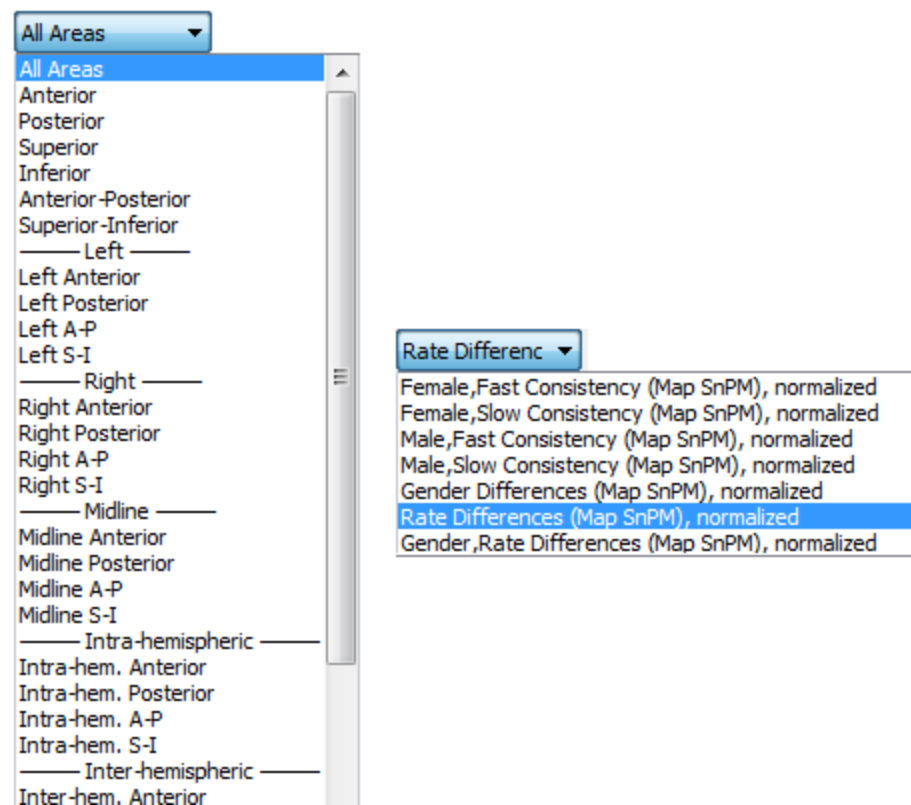 All Areas
All Areas
Anterior
Posterior
Superior
Inferior
Anterior-Posterior
Superior-Inferior
——— Left ———
Left Anterior
Left Posterior
Left A-P
Left S-I
——— Right ———
Right Anterior
Right Posterior
Right A-P
Right S-I
——— Midline ———
Midline Anterior
Midline Posterior
Midline A-P
Midline S-I
——— Intra-hemispheric ———
Intra-hem. Anterior
Intra-hem. Posterior
Intra-hem. A-P
Intra-hem. S-I
——— Inter-hemispheric ———
Inter-hem. Anterior
Rate Differenc
Female,Fast Consistency (Map SnPM), normalized
Female,Slow Consistency (Map SnPM), normalized
Male,Fast Consistency (Map SnPM), normalized
Male,Slow Consistency (Map SnPM), normalized
Gender Differences (Map SnPM), normalized
Rate Differences (Map SnPM), normalized
Gender,Rate Differences (Map SnPM), normalized